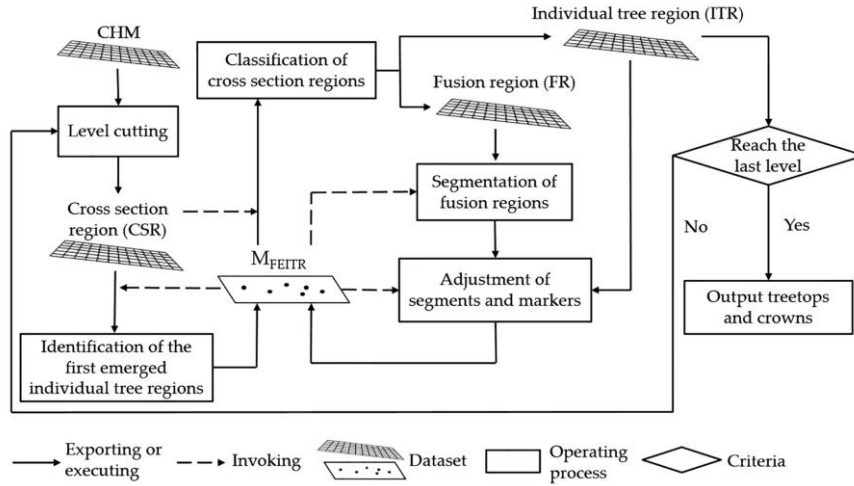 CHM
Level cutting
Cross section
region (CSR)
Identification of the
first emerged
individual tree regions
Classification of
cross section regions
MFEITR
Individual tree region (ITR)
Fusion region (FR)
Segmentation of
fusion regions
Adjustment of
segments and markers
Reach the
last level
No
Yes
Output treetops
and crowns
Exporting or
executing
Invoking
Dataset
Operating
process
Criteria